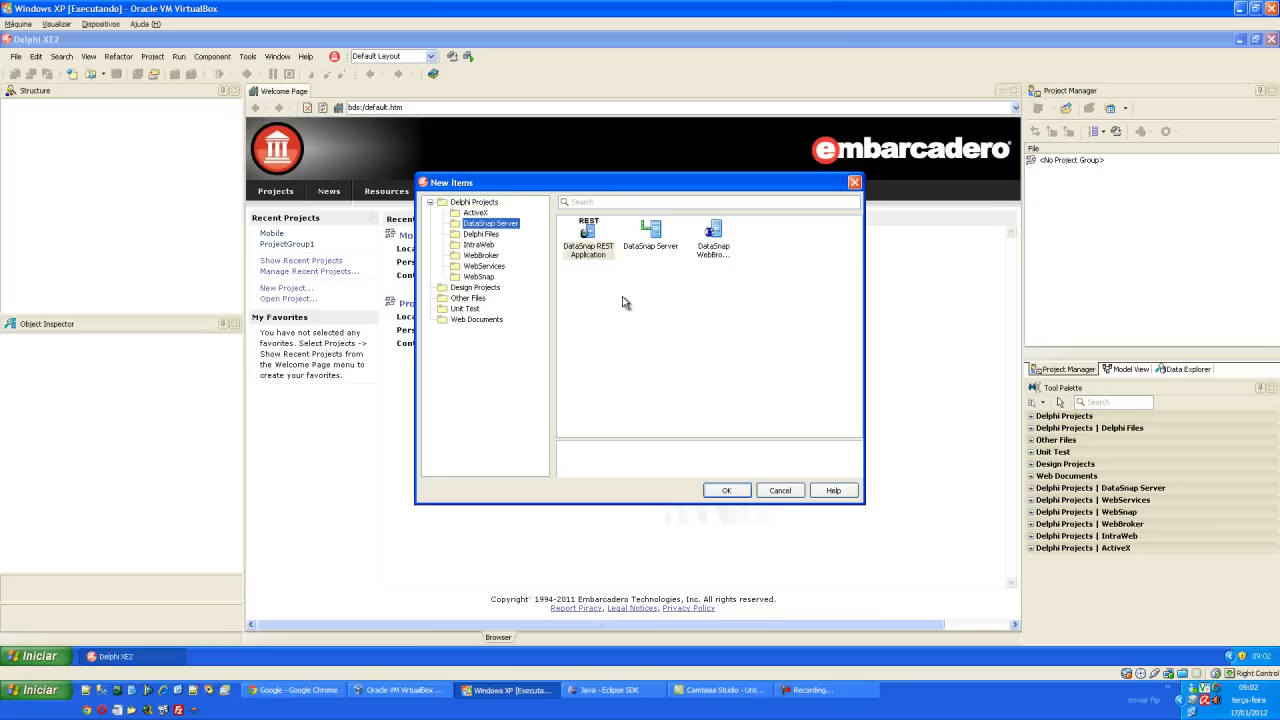 Windows XP [Executando] - Oracle VM VirtualBox
Máquina Visualizar Dispositivos Ajuda (H)
Delphi XE2
File Edit Search View Refactor Project Run Component Tools Window Help Default Layout
Structure
Welcome Page
bds:/default.htm
embarcadero
Projects News Resources
Recent Projects
Mobile
ProjectGroup1
Show Recent Projects
Manage Recent Projects...
New Project...
Open Project...
My Favorites
You have not selected any
favorites. Select Projects ->
Show Recent Projects from
the Welcome Page menu to
create your favorites.
Object Inspector
New Items
Delphi Projects
ActiveX
DataSnap Server
Delphi Files
IntraWeb
WebBroker
WebServices
WebSnap
Design Projects
Other Files
Unit Test
Web Documents
Search
REST
DataSnap REST Application
DataSnap Server
DataSnap WebBro...
OK Cancel Help
Copyright 1994-2011 Embarcadero Technologies, Inc. All rights reserved.
Report Piracy, Legal Notices, Privacy Policy
Browser
Project Manager
File
<No Project Group>
Project Manager Model View Data Explorer
Tool Palette
Search
Delphi Projects
Delphi Projects | Delphi Files
Other Files
Unit Test
Design Projects
Web Documents
Delphi Projects | DataSnap Server
Delphi Projects | WebServices
Delphi Projects | WebSnap
Delphi Projects | WebBroker
Delphi Projects | IntraWeb
Delphi Projects | ActiveX
Iniciar Delphi XE2 09:02
Right Control
Iniciar Google - Google Chrome Oracle VM VirtualBox ... Windows XP [Executa... Java - Eclipse SDK Camtasia Studio - Unt... Recording...
enviar ftp
09:02
terça-feira
17/01/2012